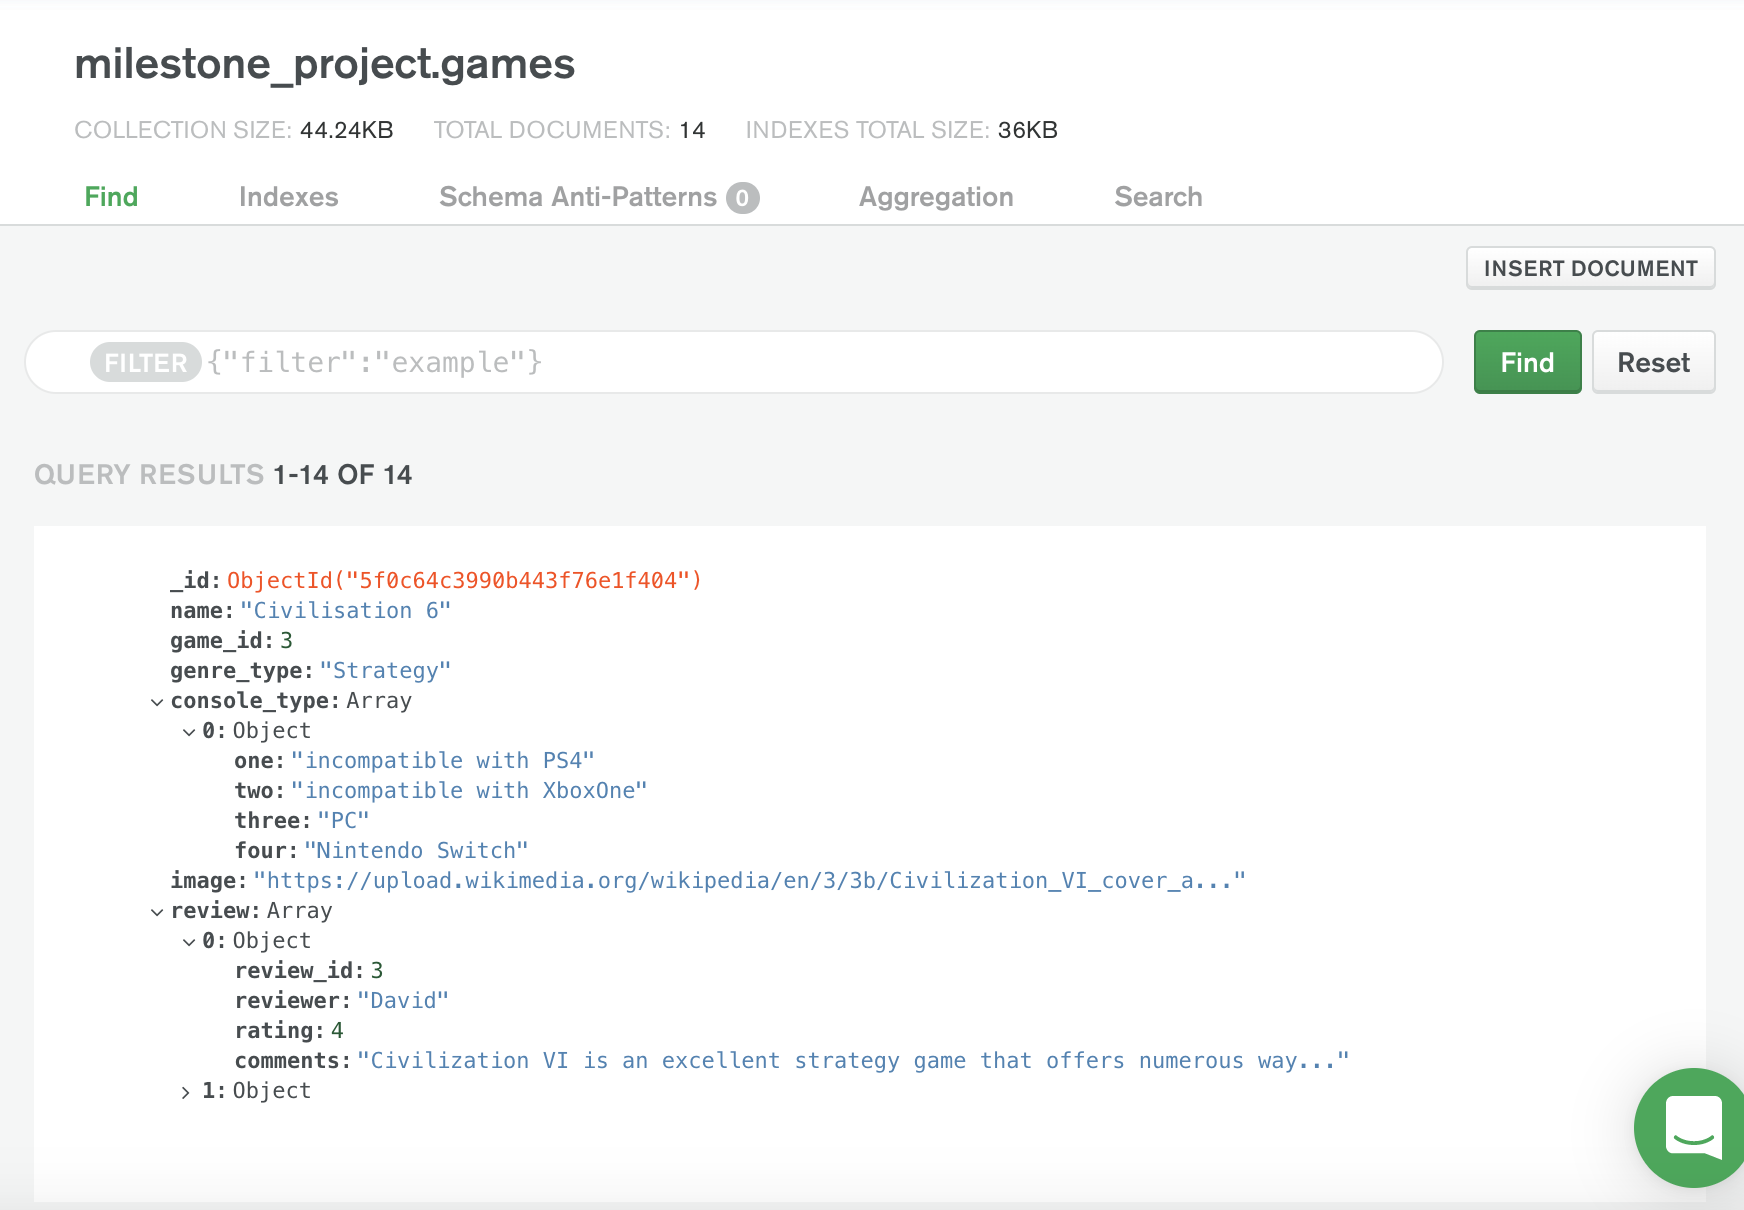 milestone_project.games
COLLECTION SIZE: 44.24KB TOTAL DOCUMENTS: 14 INDEXES TOTAL SIZE: 36KB
Find Indexes Schema Anti-Patterns 0 Aggregation Search
INSERT DOCUMENT
FILTER {"filter":"example"} Find Reset
QUERY RESULTS 1-14 OF 14
_id: ObjectId("5f0c64c3990b443f76e1f404")
name: "Civilisation 6"
game_id: 3
genre_type: "Strategy"
console_type: Array
0: Object
one: "incompatible with PS4"
two: "incompatible with XboxOne"
three: "PC"
four: "Nintendo Switch"
image: "https://upload.wikimedia.org/wikipedia/en/3/3b/Civilization_VI_cover_a..."
review: Array
0: Object
review_id: 3
reviewer: "David"
rating: 4
comments: "Civilization VI is an excellent strategy game that offers numerous way..."
1: Object